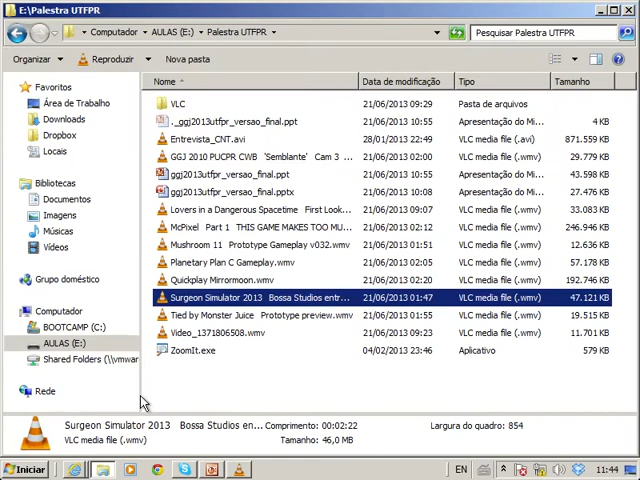 E:\Palestra UTFPR
Computador ▸ AULAS (E:) ▸ Palestra UTFPR ▸
Pesquisar Palestra UTFPR
Organizar Reproduzir Nova pasta
Nome Data de modificação Tipo Tamanho
Favoritos
Área de Trabalho
Downloads
Dropbox
Locais
Bibliotecas
Documentos
Imagens
Músicas
Vídeos
Grupo doméstico
Computador
BOOTCAMP (C:)
AULAS (E:)
Shared Folders (\\vmwar
Rede
VLC 21/06/2013 09:29 Pasta de arquivos
._ggj2013utfpr_versao_final.ppt 21/06/2013 10:55 Apresentação do Mi... 4 KB
Entrevista_CNT.avi 28/01/2013 22:49 VLC media file (.avi) 871.559 KB
GGJ 2010 PUCPR CWB 'Semblante' Cam 3 ... 21/06/2013 02:00 VLC media file (.wmv) 29.779 KB
ggj2013utfpr_versao_final.ppt 21/06/2013 10:55 Apresentação do Mi... 43.598 KB
ggj2013utfpr_versao_final.pptx 21/06/2013 10:08 Apresentação do Mi... 27.476 KB
Lovers in a Dangerous Spacetime First Look... 21/06/2013 09:07 VLC media file (.wmv) 33.083 KB
McPixel Part 1 THIS GAME MAKES TOO MU... 21/06/2013 02:12 VLC media file (.wmv) 246.946 KB
Mushroom 11 Prototype Gameplay v032.wmv 21/06/2013 01:51 VLC media file (.wmv) 12.636 KB
Planetary Plan C Gameplay.wmv 21/06/2013 02:05 VLC media file (.wmv) 57.178 KB
Quickplay Mirrormoon.wmv 21/06/2013 02:20 VLC media file (.wmv) 192.746 KB
Surgeon Simulator 2013 Bossa Studios entr... 21/06/2013 01:47 VLC media file (.wmv) 47.121 KB
Tied by Monster Juice Prototype preview.wmv 21/06/2013 01:55 VLC media file (.wmv) 19.515 KB
Video_1371806508.wmv 21/06/2013 09:23 VLC media file (.wmv) 11.701 KB
ZoomIt.exe 04/02/2013 23:46 Aplicativo 579 KB
Surgeon Simulator 2013 Bossa Studios en... Comprimento: 00:02:22 Largura do quadro: 854
VLC media file (.wmv) Tamanho: 46,0 MB
Iniciar EN 11:44